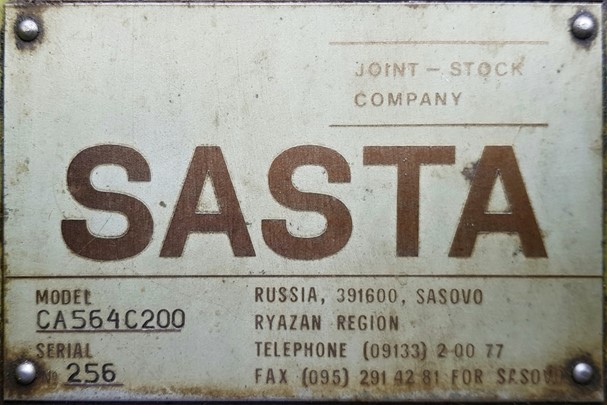 JOINT – STOCK
COMPANY
SASTA
MODEL
CA564C200
SERIAL
№ 256
RUSSIA, 391600, SASOVO
RYAZAN REGION
TELEPHONE (09133) 2-00 77
FAX (095) 291 42 81 FOR